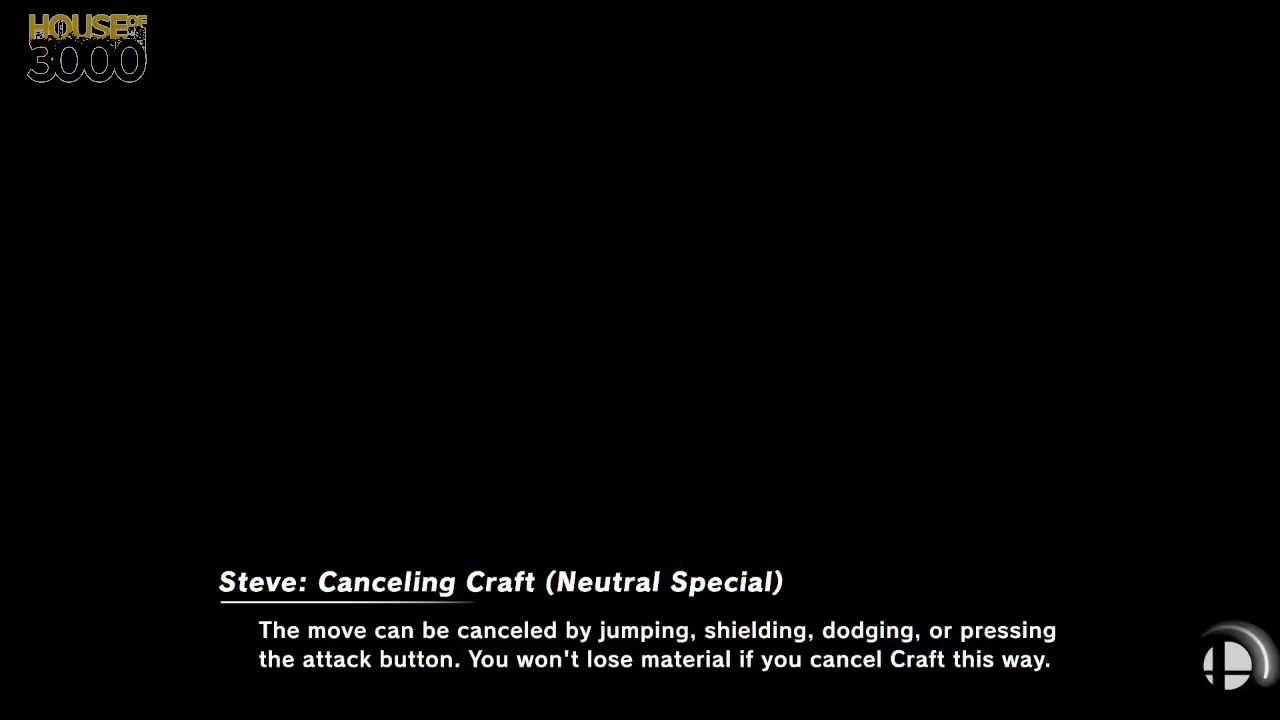 HOUSE OF
3000
Steve: Canceling Craft (Neutral Special)
The move can be canceled by jumping, shielding, dodging, or pressing
the attack button. You won't lose material if you cancel Craft this way.